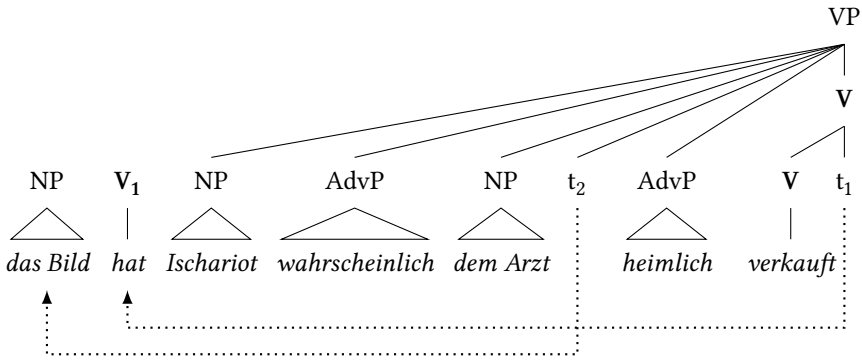 VP
V
NP V₁ NP AdvP NP t₂ AdvP V t₁
das Bild hat Ischariot wahrscheinlich dem Arzt heimlich verkauft